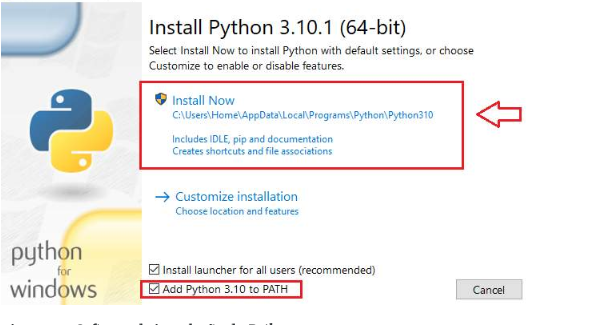 Install Python 3.10.1 (64-bit)
Select Install Now to install Python with default settings, or choose
Customize to enable or disable features.
Install Now
C:\Users\Home\AppData\Local\Programs\Python\Python310
Includes IDLE, pip and documentation
Creates shortcuts and file associations
Customize installation
Choose location and features
python
for
windows
Install launcher for all users (recommended)
Add Python 3.10 to PATH
Cancel